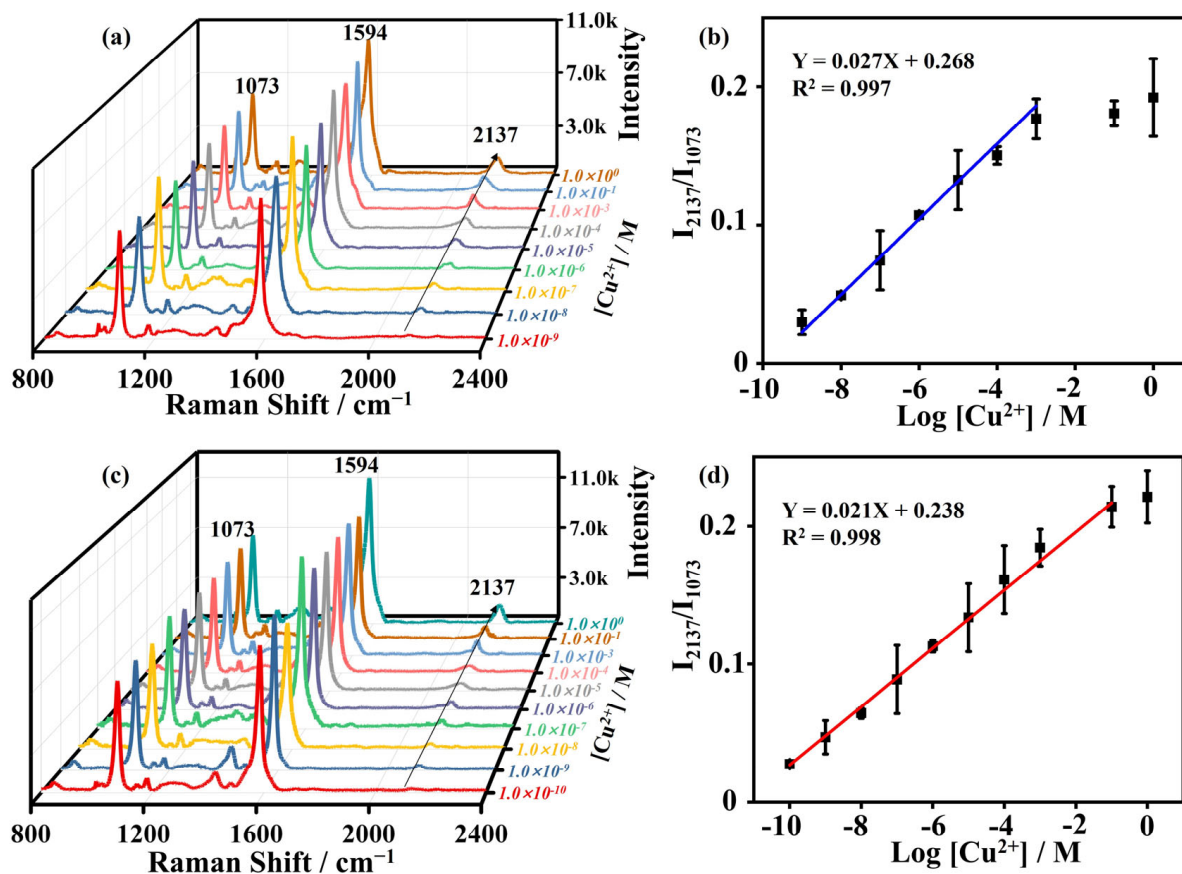 (a)
1594
1073
2137
11.0k
7.0k
3.0k
Intensity
1.0×10⁰
1.0×10⁻¹
1.0×10⁻³
1.0×10⁻⁴
1.0×10⁻⁵
1.0×10⁻⁶
1.0×10⁻⁷
1.0×10⁻⁸
1.0×10⁻⁹
[Cu²⁺] / M
800 1200 1600 2000 2400
Raman Shift / cm⁻¹
(b)
Y = 0.027X + 0.268
R² = 0.997
0.2
0.1
0
I₂₁₃₇/I₁₀₇₃
-10 -8 -6 -4 -2 0
Log [Cu²⁺] / M
(c)
1594
1073
2137
11.0k
7.0k
3.0k
Intensity
1.0×10⁰
1.0×10⁻¹
1.0×10⁻³
1.0×10⁻⁴
1.0×10⁻⁵
1.0×10⁻⁶
1.0×10⁻⁷
1.0×10⁻⁸
1.0×10⁻⁹
1.0×10⁻¹⁰
[Cu²⁺] / M
800 1200 1600 2000 2400
Raman Shift / cm⁻¹
(d)
Y = 0.021X + 0.238
R² = 0.998
0.2
0.1
0
I₂₁₃₇/I₁₀₇₃
-10 -8 -6 -4 -2 0
Log [Cu²⁺] / M